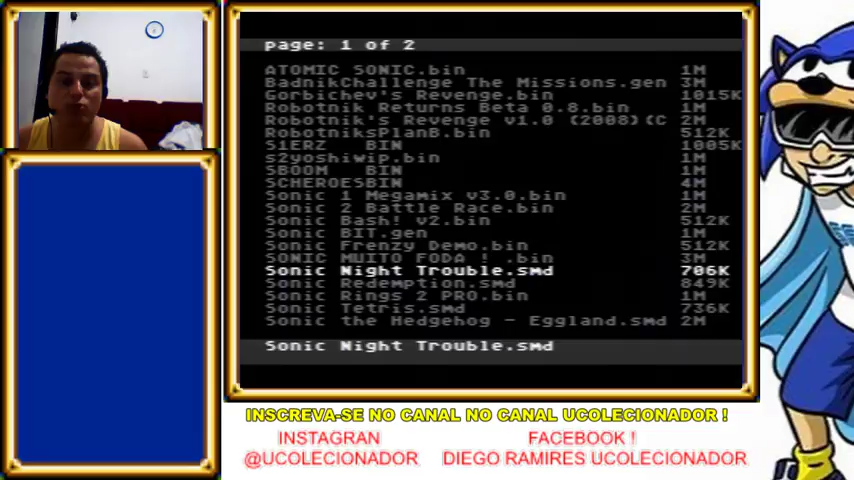 page: 1 of 2
ATOMIC SONIC.bin 1M
BadnikChallenge The Missions.gen 3M
Gorbichev's Revenge.bin 1015K
Robotnik Returns Beta 0.8.bin 1M
Robotnik's Revenge v1.0 (2008)(C 2M
RobotniksPlanB.bin 512K
S1ERZ BIN 1005K
s2yoshiwip.bin 1M
SBOOM BIN 1M
SCHEROESBIN 4M
Sonic 1 Megamix v3.0.bin 1M
Sonic 2 Battle Race.bin 2M
Sonic Bash! v2.bin 512K
Sonic BIT.gen 1M
Sonic Frenzy Demo.bin 512K
SONIC MUITO FODA ! .bin 3M
Sonic Night Trouble.smd 706K
Sonic Redemption.smd 849K
Sonic Rings 2 PRO.bin 1M
Sonic Tetris.smd 736K
Sonic the Hedgehog - Eggland.smd 2M
Sonic Night Trouble.smd
INSCREVA-SE NO CANAL NO CANAL UCOLECIONADOR !
INSTAGRAN FACEBOOK !
@UCOLECIONADOR DIEGO RAMIRES UCOLECIONADOR